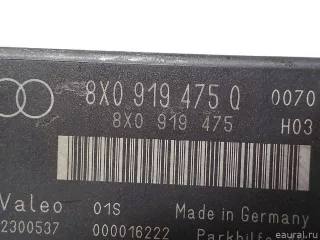 8X0 919 475 Q 0070
8X0 919 475 H03
Valeo 01S Made in Germany
2300537 000016222 Parkhilfe
eaural.ru